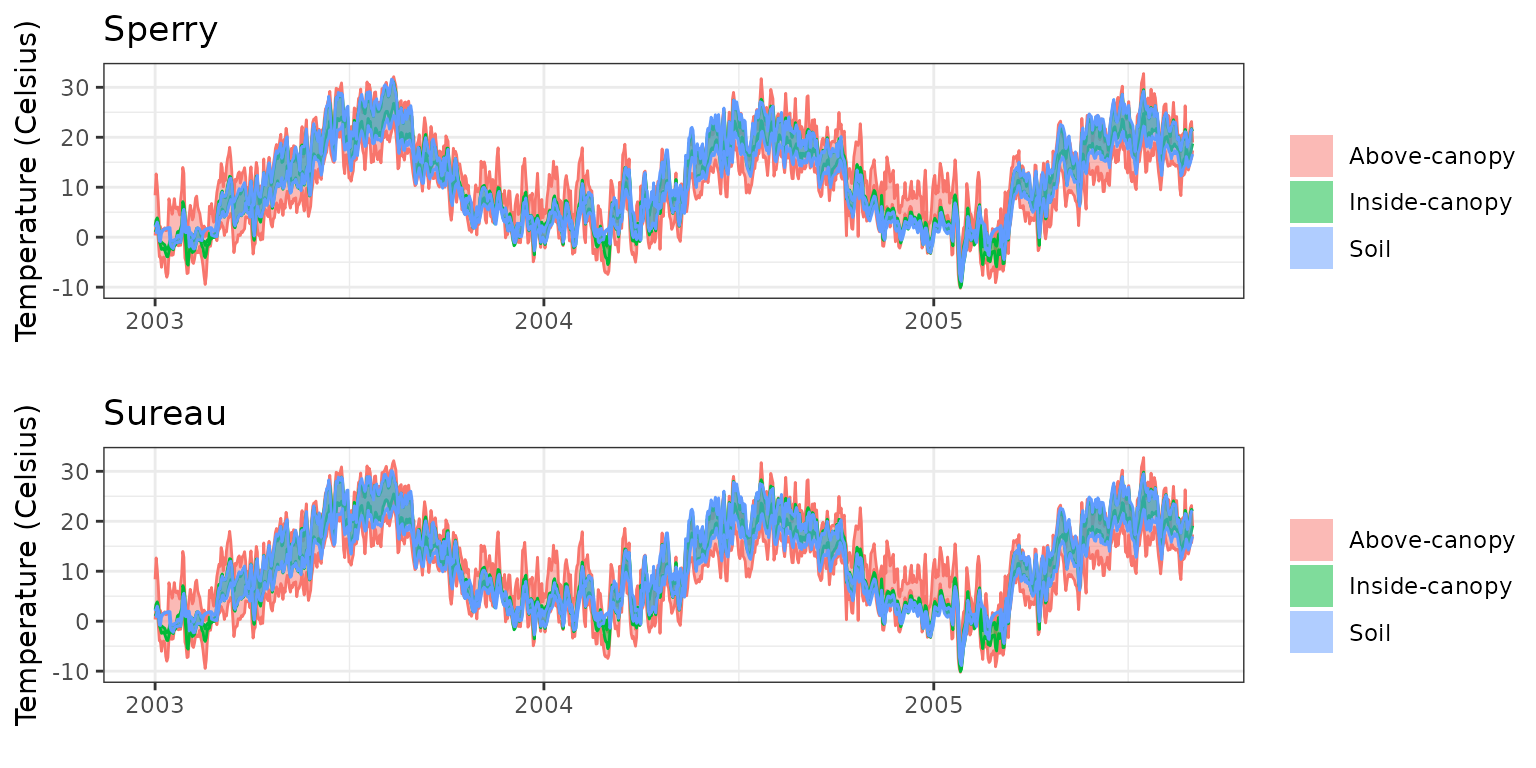 Sperry
Temperature (Celsius)
30
20
10
0
-10
2003
2004
2005
Above-canopy
Inside-canopy
Soil
Sureau
Temperature (Celsius)
30
20
10
0
-10
2003
2004
2005
Above-canopy
Inside-canopy
Soil